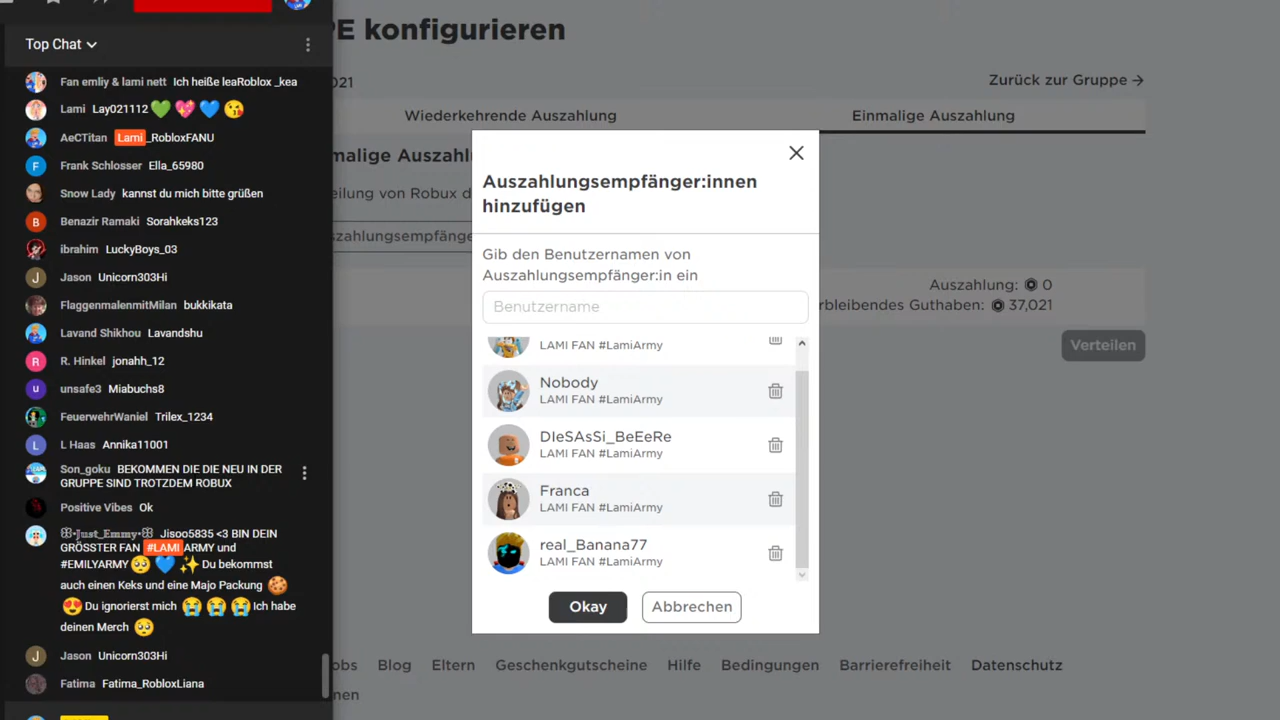 Top Chat
Fan emliy & lami nett Ich heiße leaRoblox _kea
Lami Lay021112💚💖💙😘
AeCTitan Lami_RobloxFANU
Frank Schlosser Ella_65980
Snow Lady kannst du mich bitte grüßen
Benazir Ramaki Sorahkeks123
ibrahim LuckyBoys_03
Jason Unicorn303Hi
FlaggenmalenmitMilan bukkikata
Lavand Shikhou Lavandshu
R. Hinkel jonahh_12
unsafe3 Miabuchs8
FeuerwehrWaniel Trilex_1234
L Haas Annika11001
Son_goku BEKOMMEN DIE DIE NEU IN DER
GRUPPE SIND TROTZDEM ROBUX
Positive Vibes Ok
ꕥ•𝕁𝕦𝕤𝕥_𝔼𝕞𝕞𝕪•ꕥ Jisoo5835 <3 BIN DEIN
GRÖSSTER FAN #LAMIARMY und
#EMILYARMY🥺💙✨Du bekommst
auch einen Keks und eine Majo Packung🍪
😍Du ignorierst mich😭😭😭Ich habe
deinen Merch🥺
Jason Unicorn303Hi
Fatima Fatima_RobloxLiana
PE konfigurieren
021
Zurück zur Gruppe →
Wiederkehrende Auszahlung
Einmalige Auszahlung
malige Auszahl
eilung von Robux d
szahlungsempfänge
Auszahlung: 0
rbleibendes Guthaben: 37,021
Verteilen
Auszahlungsempfänger:innen
hinzufügen
Gib den Benutzernamen von
Auszahlungsempfänger:in ein
Benutzername
LAMI FAN #LamiArmy
Nobody
LAMI FAN #LamiArmy
DIeSAsSi_BeEeRe
LAMI FAN #LamiArmy
Franca
LAMI FAN #LamiArmy
real_Banana77
LAMI FAN #LamiArmy
Okay
Abbrechen
obs Blog Eltern Geschenkgutscheine Hilfe Bedingungen Barrierefreiheit Datenschutz
nen